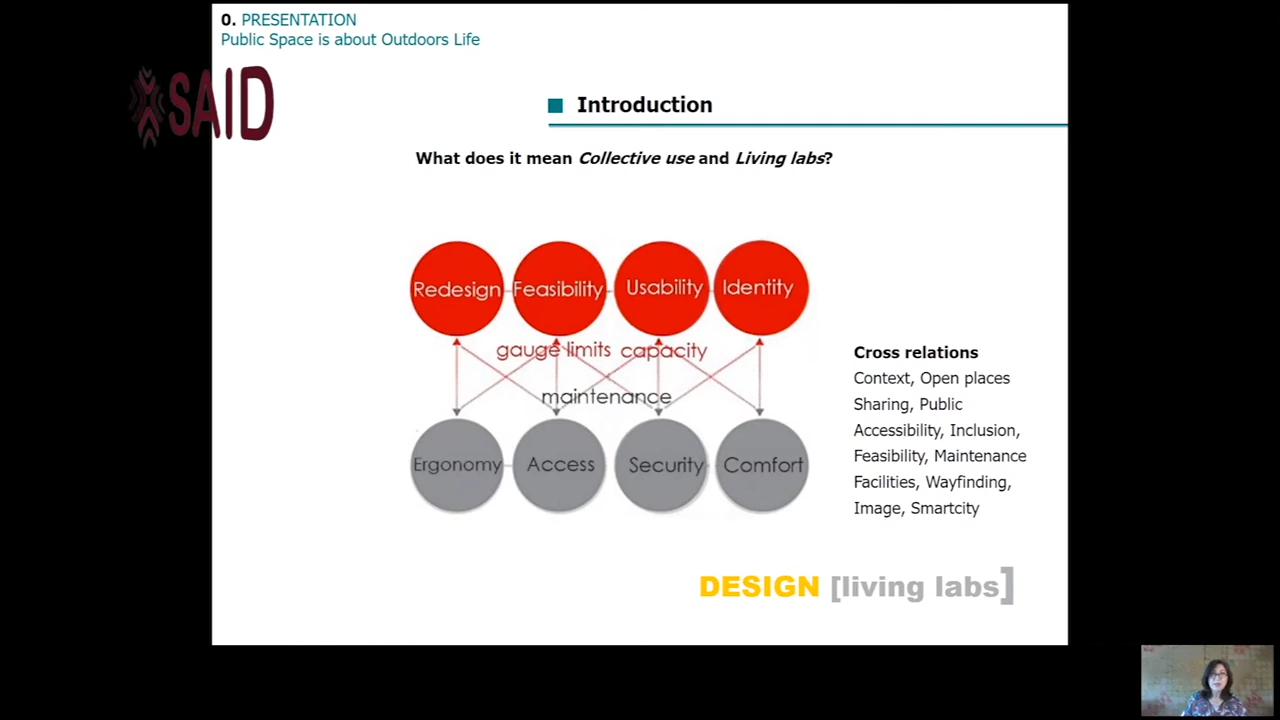 0. PRESENTATION
Public Space is about Outdoors Life
SAID
Introduction
What does it mean Collective use and Living labs?
Redesign Feasibility Usability Identity
gauge limits capacity
maintenance
Ergonomy Access Security Comfort
Cross relations
Context, Open places
Sharing, Public
Accessibility, Inclusion,
Feasibility, Maintenance
Facilities, Wayfinding,
Image, Smartcity
DESIGN [living labs]